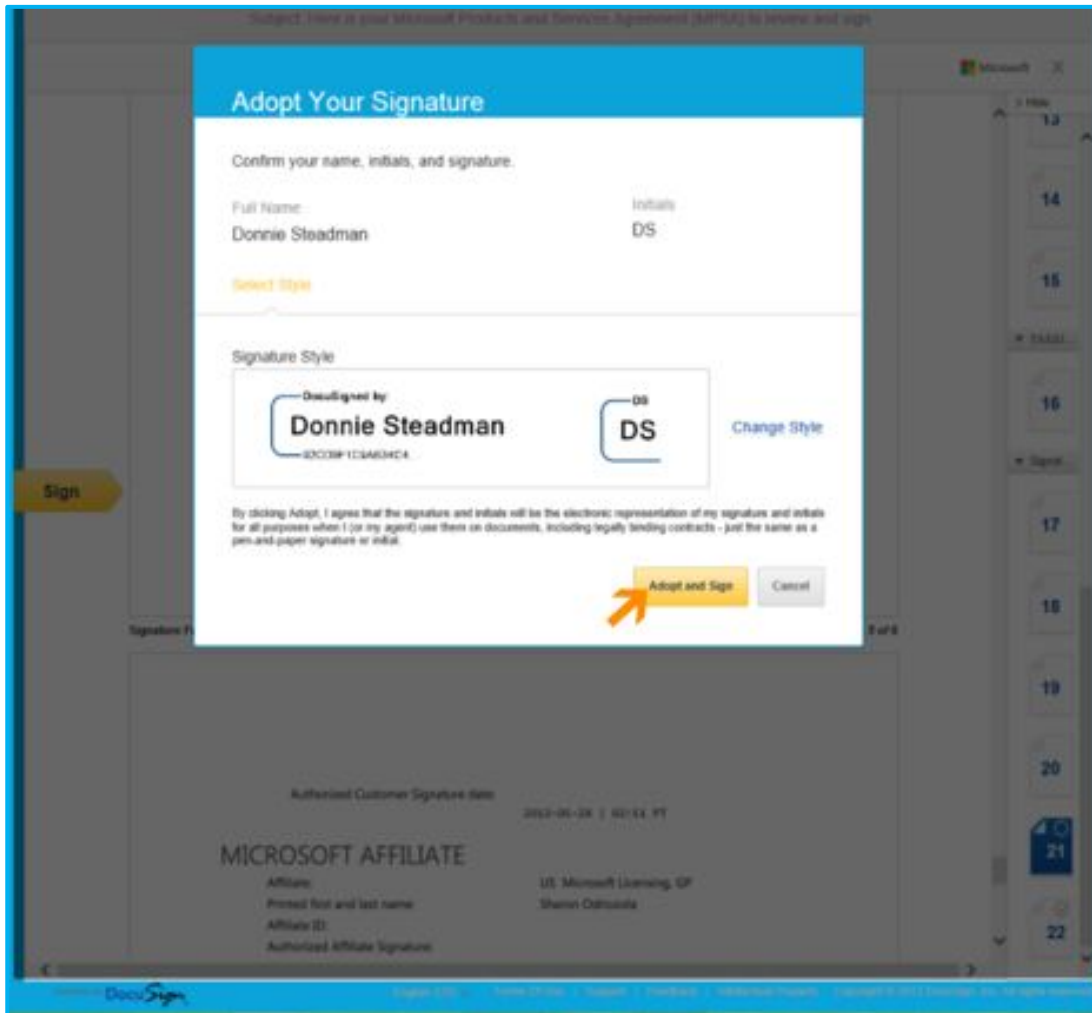 Subject: Here is your Microsoft Products and Services Agreement (MPSA) to review and sign
Microsoft X
Hide
Adopt Your Signature
13
Confirm your name, initials, and signature.
14
Full Name
Initials
Donnie Steadman
DS
15
Select Style
Signature Style
DocuSigned by
DS
Donnie Steadman
DS
Change Style
16
Sign
By clicking Adopt, I agree that the signature and initials will be the electronic representation of my signature and initials
for all purposes when I (or my agent) use them on documents, including legally binding contracts - just the same as a
pen-and-paper signature or initial.
17
Adopt and Sign
Cancel
18
Signature
of 6
19
20
Authorized Customer Signature date:
21
MICROSOFT AFFILIATE
Affiliate:
US. Microsoft Licensing, GP
Printed first and last name
Sharon
Affiliate ID:
22
Authorized Affiliate Signature
DocuSign